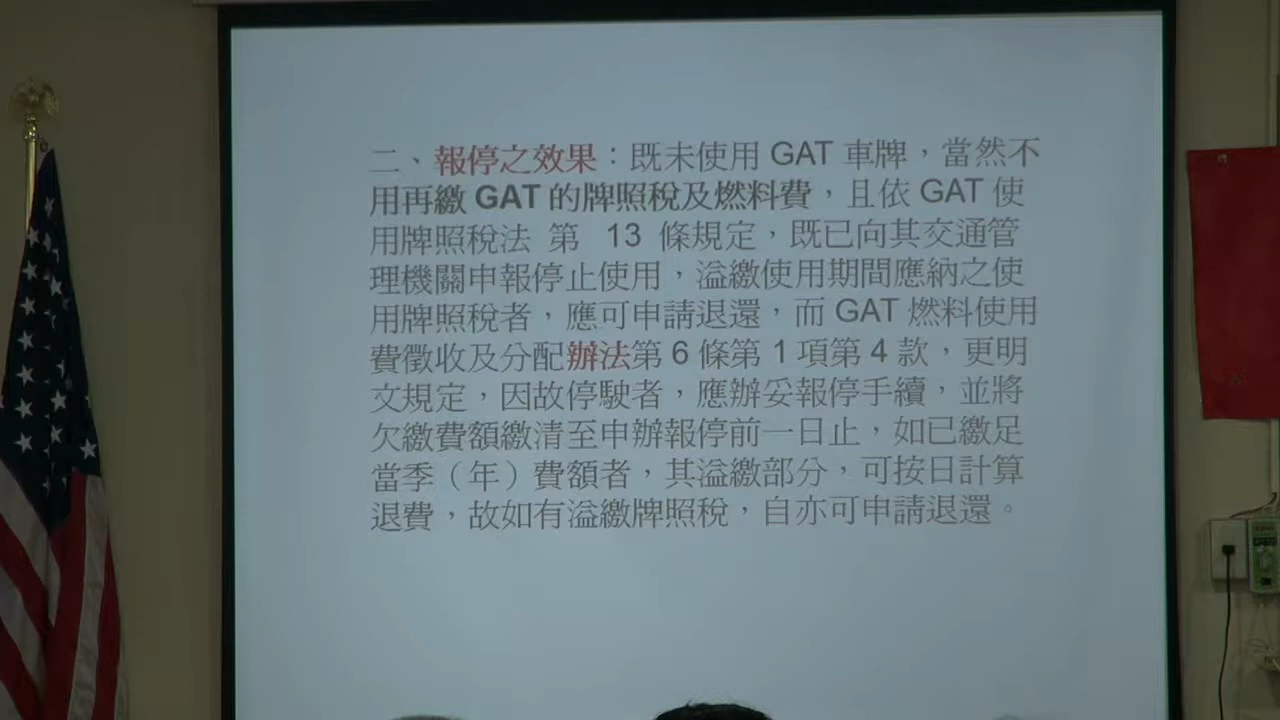 二、報停之效果：既未使用 GAT 車牌，當然不
用再繳 GAT 的牌照稅及燃料費，且依 GAT 使
用牌照稅法 第 13 條規定，既已向其交通管
理機關申報停止使用，溢繳使用期間應納之使
用牌照稅者，應可申請退還，而 GAT 燃料使用
費徵收及分配辦法第 6 條第 1 項第 4 款，更明
文規定，因故停駛者，應辦妥報停手續，並將
欠繳費額繳清至申辦報停前一日止，如已繳足
當季（年）費額者，其溢繳部分，可按日計算
退費，故如有溢繳牌照稅，自亦可申請退還。